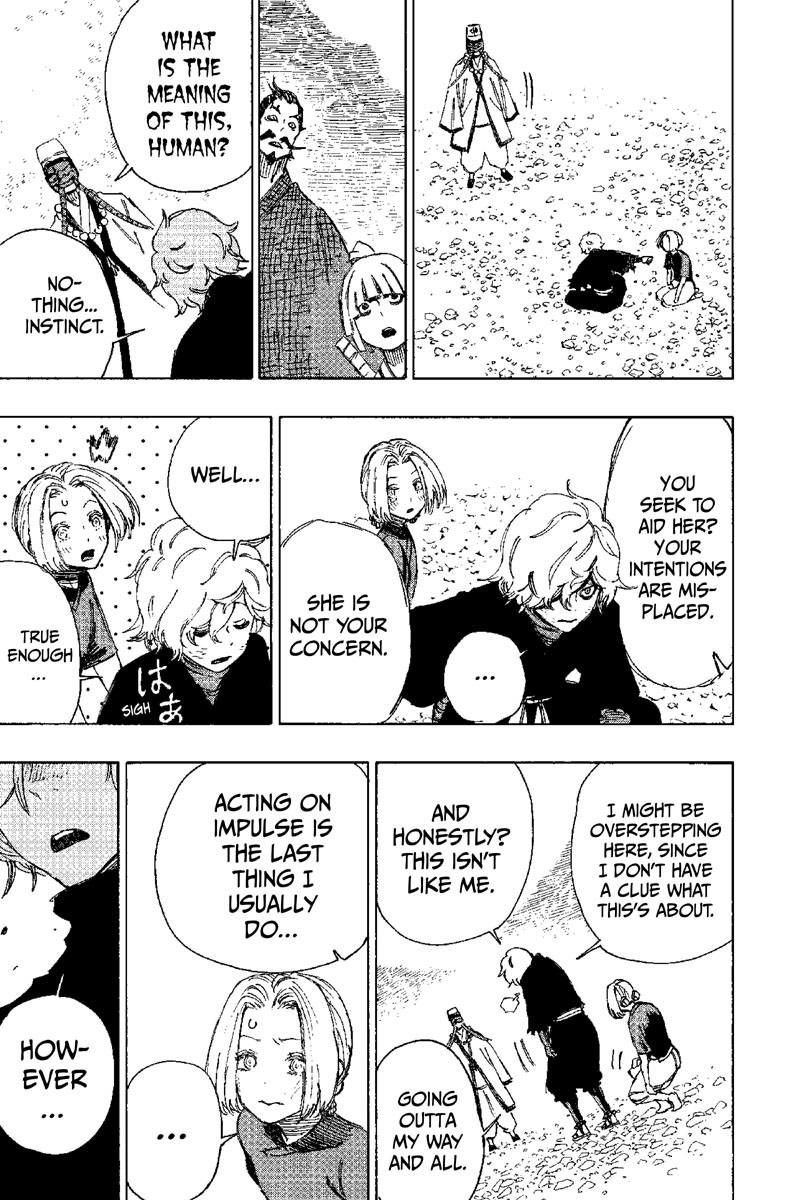 WHAT
IS THE
MEANING
OF THIS,
HUMAN?
NO-
THING...
INSTINCT.
YOU
SEEK TO
AID HER?
YOUR
INTENTIONS
ARE MIS-
PLACED.
SHE IS
NOT YOUR
CONCERN.
...
WELL...
TRUE
ENOUGH
...
はあ
SIGH
I MIGHT BE
OVERSTEPPING
HERE, SINCE
I DON'T HAVE
A CLUE WHAT
THIS'S ABOUT.
AND
HONESTLY?
THIS ISN'T
LIKE ME.
GOING
OUTTA
MY WAY
AND ALL.
ACTING ON
IMPULSE IS
THE LAST
THING I
USUALLY
DO...
...
HOW-
EVER
...